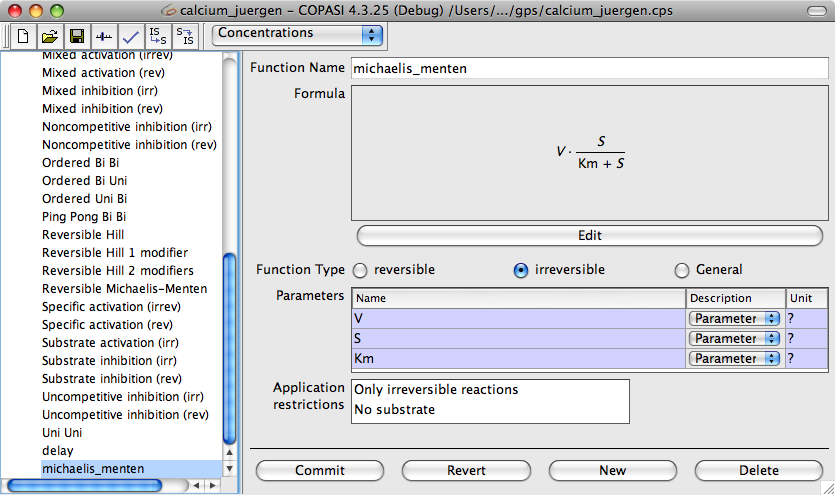 calcium_juergen - COPASI 4.3.25 (Debug) /Users/.../gps/calcium_juergen.cps
IS
S
S
IS
Concentrations
Mixed activation (irrev)
Mixed activation (rev)
Mixed inhibition (irr)
Mixed inhibition (rev)
Noncompetitive inhibition (irr)
Noncompetitive inhibition (rev)
Ordered Bi Bi
Ordered Bi Uni
Ordered Uni Bi
Ping Pong Bi Bi
Reversible Hill
Reversible Hill 1 modifier
Reversible Hill 2 modifiers
Reversible Michaelis-Menten
Specific activation (irrev)
Specific activation (rev)
Substrate activation (irr)
Substrate inhibition (irr)
Substrate inhibition (rev)
Uncompetitive inhibition (irr)
Uncompetitive inhibition (rev)
Uni Uni
delay
michaelis_menten
Function Name michaelis_menten
Formula
V · S
Km + S
Edit
Function Type reversible irreversible General
Parameters Name Description Unit
V Parameter ?
S Parameter ?
Km Parameter ?
Application restrictions
Only irreversible reactions
No substrate
Commit Revert New Delete